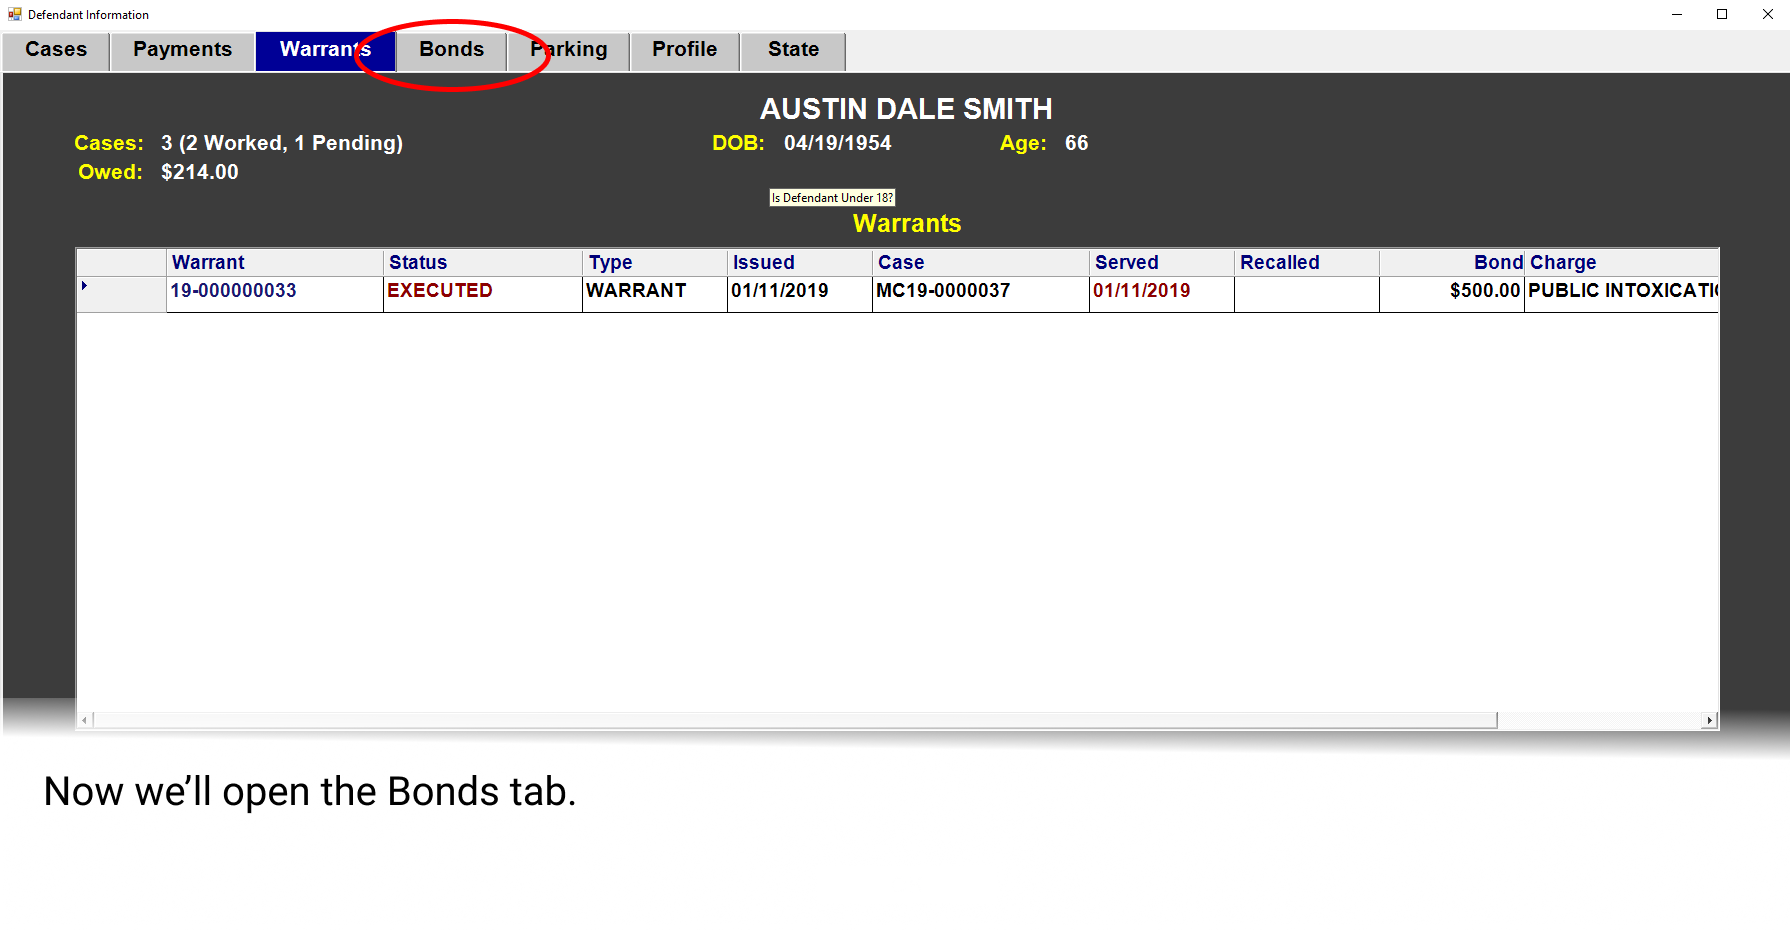 Defendant Information
Cases Payments Warrants Bonds Parking Profile State
AUSTIN DALE SMITH
Cases: 3 (2 Worked, 1 Pending) DOB: 04/19/1954 Age: 66
Owed: $214.00
Is Defendant Under 18?
Warrants
Warrant Status Type Issued Case Served Recalled Bond Charge
19-000000033 EXECUTED WARRANT 01/11/2019 MC19-0000037 01/11/2019 $500.00 PUBLIC INTOXICATI
Now we’ll open the Bonds tab.